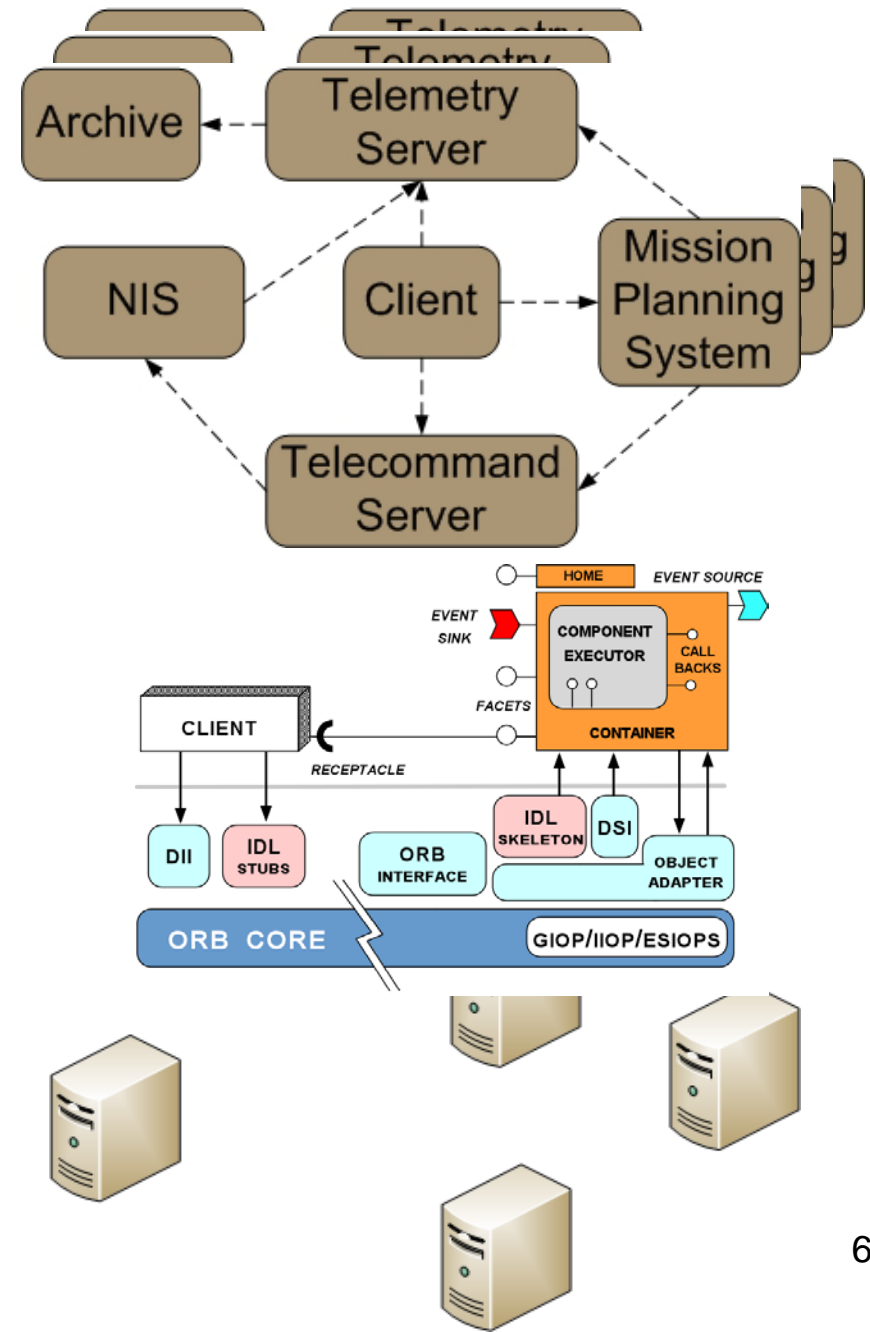 Telemetry
Telemetry
Telemetry
Server
Archive
NIS
Client
Mission
Planning
System
g
g
Telecommand
Server
HOME
EVENT SOURCE
EVENT
SINK
COMPONENT
EXECUTOR
CALL
BACKS
FACETS
CONTAINER
CLIENT
RECEPTACLE
DII
IDL
STUBS
ORB
INTERFACE
IDL
SKELETON
DSI
OBJECT
ADAPTER
ORB CORE
GIOP/IIOP/ESIOPS
6